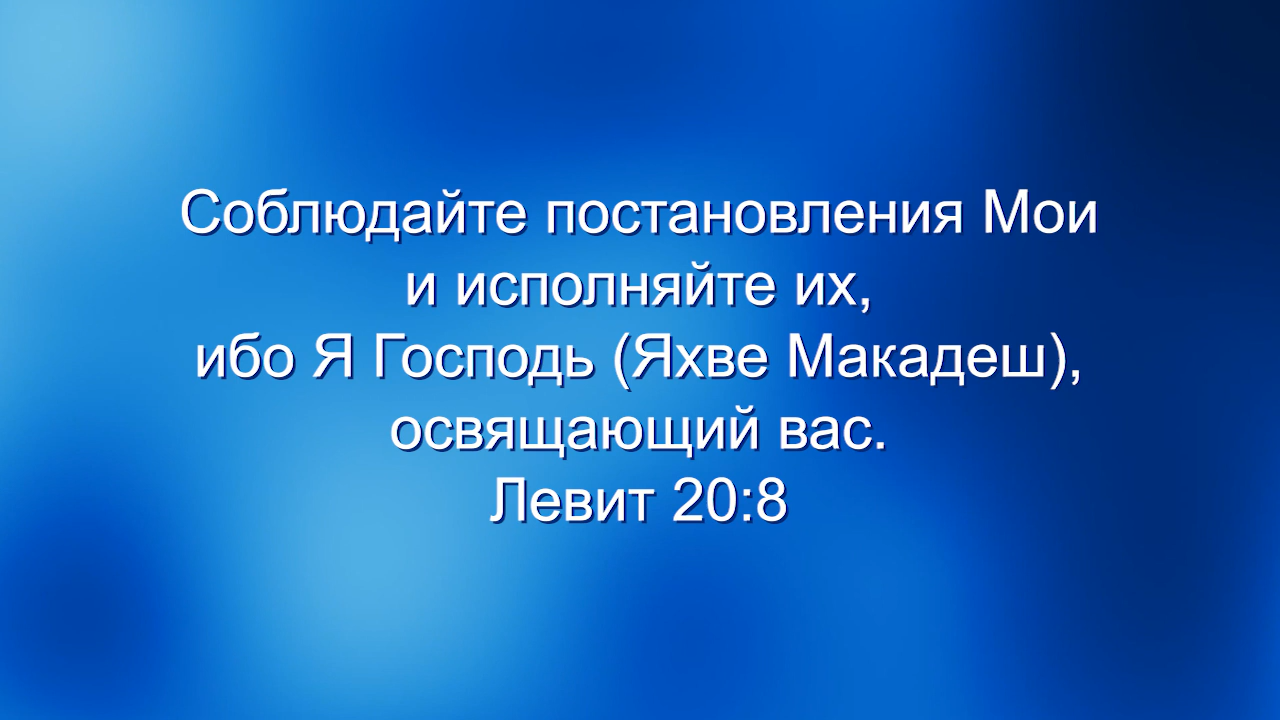 Соблюдайте постановления Мои
и исполняйте их,
ибо Я Господь (Яхве Макадеш),
освящающий вас.
Левит 20:8